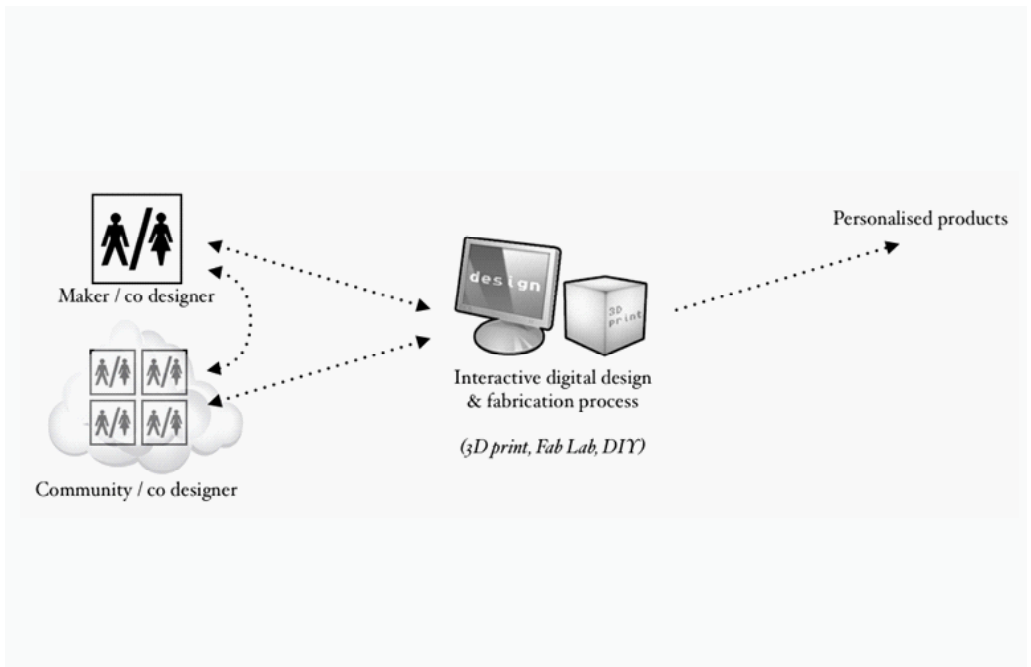 Personalised products
Maker / co designer
design
3D
print
Interactive digital design
& fabrication process
(3D print, Fab Lab, DIY)
Community / co designer